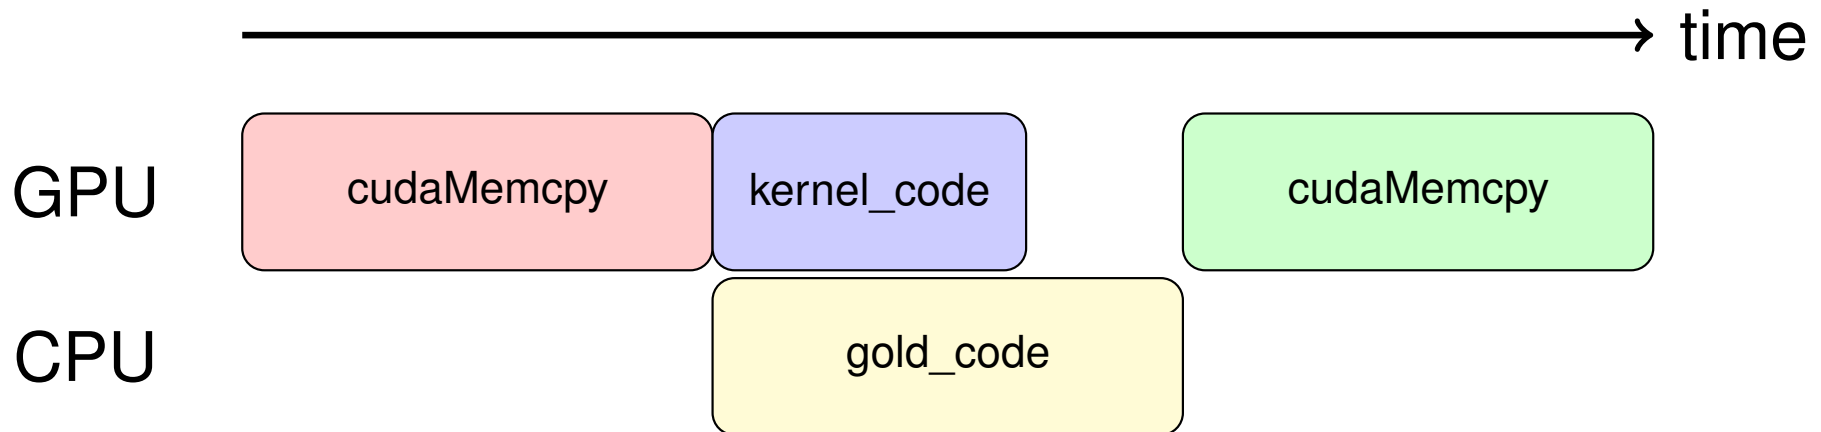 time
GPU
cudaMemcpy
kernel_code
cudaMemcpy
CPU
gold_code